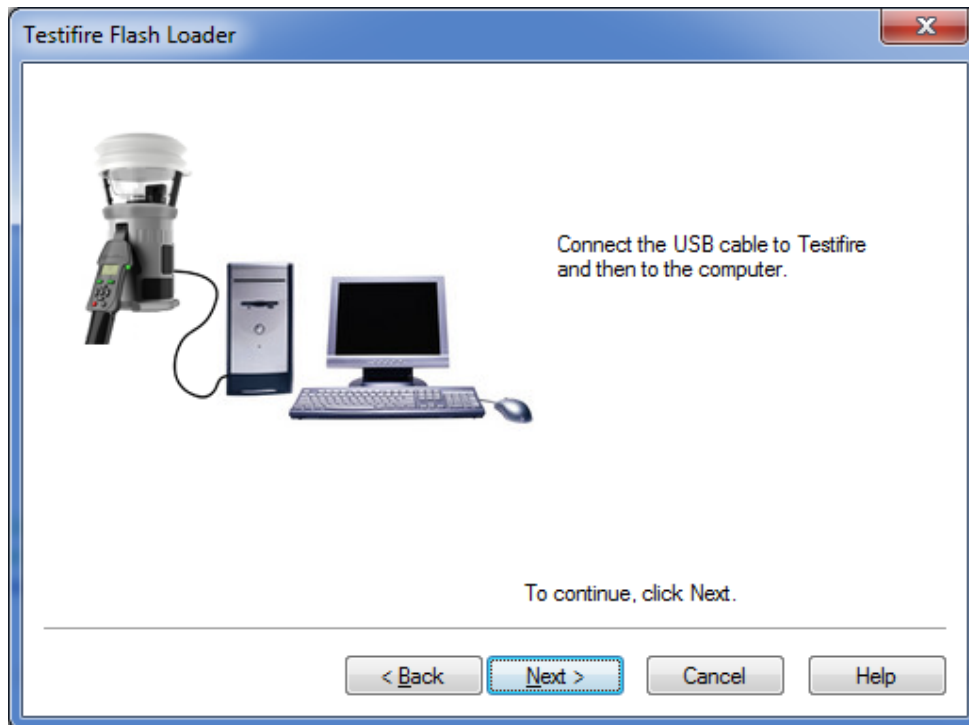 Testifire Flash Loader
Connect the USB cable to Testifire
and then to the computer.
To continue, click Next.
< Back
Next >
Cancel
Help